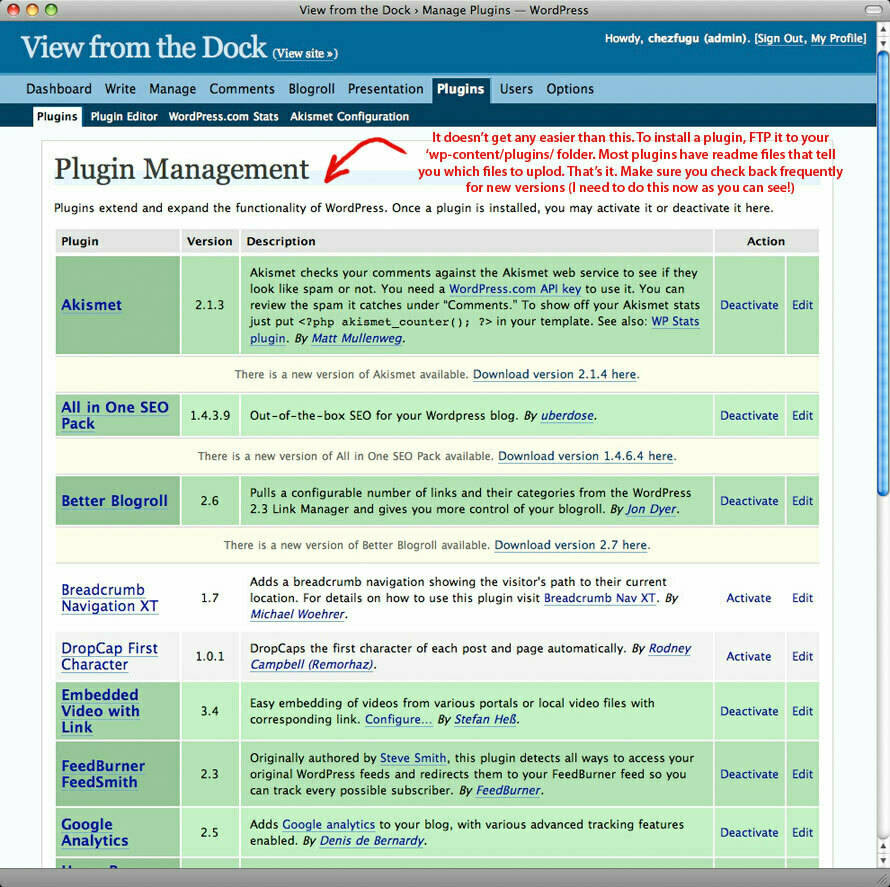 View from the Dock › Manage Plugins — WordPress
View from the Dock (View site »)
Howdy, chezfugu (admin). [Sign Out, My Profile]
Dashboard Write Manage Comments Blogroll Presentation Plugins Users Options
Plugins Plugin Editor WordPress.com Stats Akismet Configuration
It doesn't get any easier than this. To install a plugin, FTP it to your
'wp-content/plugins/ folder. Most plugins have readme files that tell
you which files to uplod. That's it. Make sure you check back frequently
for new versions (I need to do this now as you can see!)
Plugin Management
Plugins extend and expand the functionality of WordPress. Once a plugin is installed, you may activate it or deactivate it here.
Plugin Version Description Action
Akismet
2.1.3
Akismet checks your comments against the Akismet web service to see if they
look like spam or not. You need a WordPress.com API key to use it. You can
review the spam it catches under “Comments.” To show off your Akismet stats
just put <?php akismet_counter(); ?> in your template. See also: WP Stats
plugin. By Matt Mullenweg.
Deactivate Edit
There is a new version of Akismet available. Download version 2.1.4 here.
All in One SEO
Pack
1.4.3.9
Out-of-the-box SEO for your Wordpress blog. By uberdose.
Deactivate Edit
There is a new version of All in One SEO Pack available. Download version 1.4.6.4 here.
Better Blogroll
2.6
Pulls a configurable number of links and their categories from the WordPress
2.3 Link Manager and gives you more control of your blogroll. By Jon Dyer.
Deactivate Edit
There is a new version of Better Blogroll available. Download version 2.7 here.
Breadcrumb
Navigation XT
1.7
Adds a breadcrumb navigation showing the visitor's path to their current
location. For details on how to use this plugin visit Breadcrumb Nav XT. By
Michael Woehrer.
Activate Edit
DropCap First
Character
1.0.1
DropCaps the first character of each post and page automatically. By Rodney
Campbell (Remorhaz).
Activate Edit
Embedded
Video with
Link
3.4
Easy embedding of videos from various portals or local video files with
corresponding link. Configure... By Stefan Heß.
Deactivate Edit
FeedBurner
FeedSmith
2.3
Originally authored by Steve Smith, this plugin detects all ways to access your
original WordPress feeds and redirects them to your FeedBurner feed so you
can track every possible subscriber. By FeedBurner.
Deactivate Edit
Google
Analytics
2.5
Adds Google analytics to your blog, with various advanced tracking features
enabled. By Denis de Bernardy.
Deactivate Edit